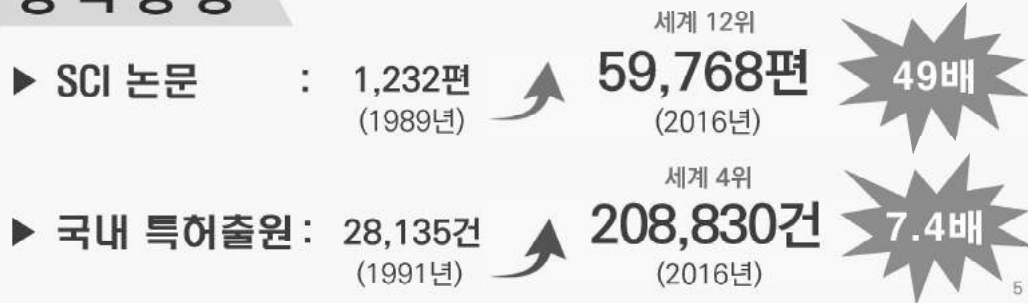 세계 12위
▶ SCI 논문 : 1,232편 59,768편 49배
(1989년) (2016년)
세계 4위
▶ 국내 특허출원 : 28,135건 208,830건 7.4배
(1991년) (2016년)
5